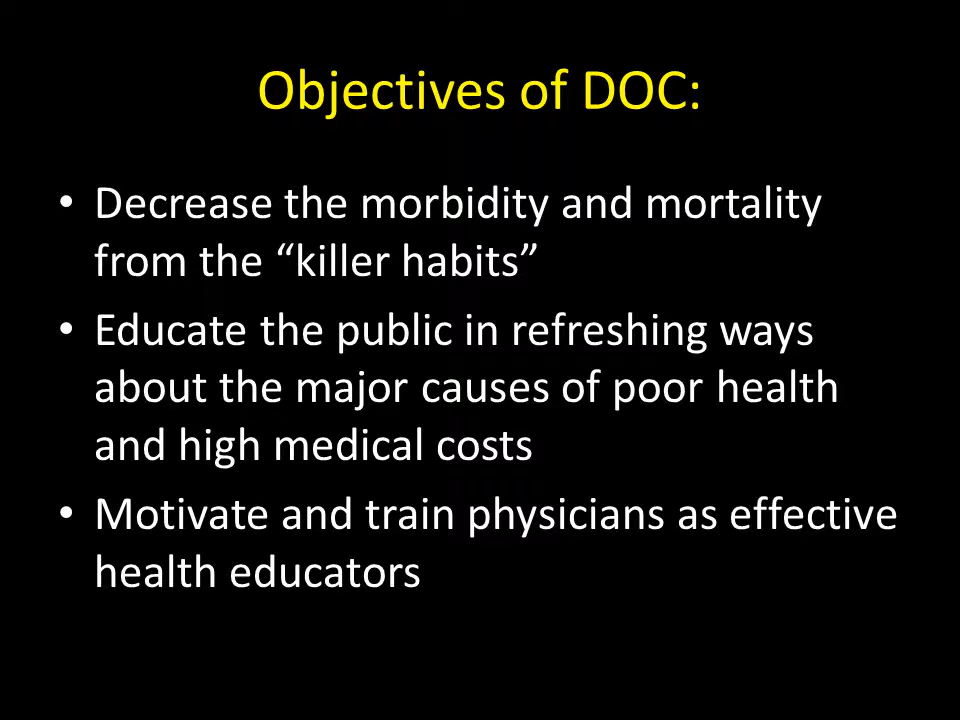 Objectives of DOC:
• Decrease the morbidity and mortality
from the “killer habits”
• Educate the public in refreshing ways
about the major causes of poor health
and high medical costs
• Motivate and train physicians as effective
health educators